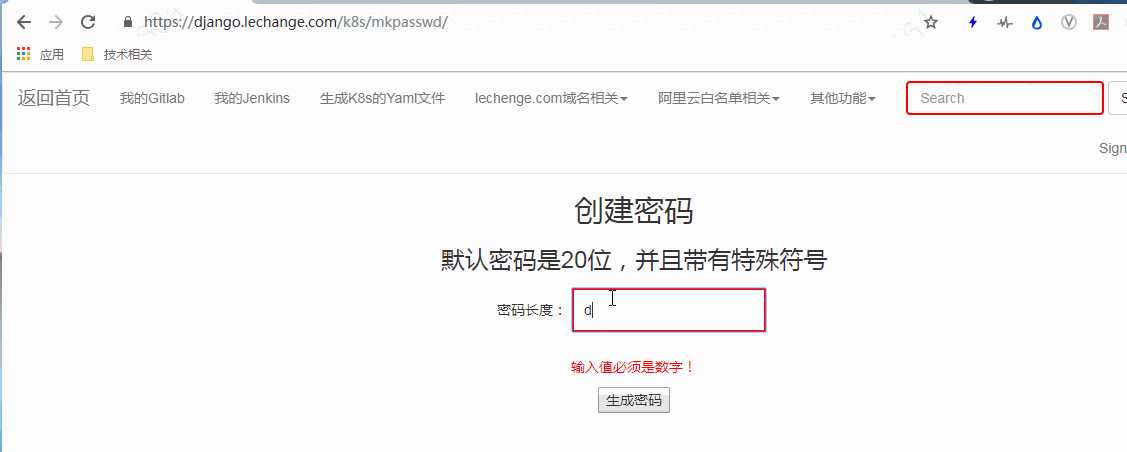 https://django.lechange.com/k8s/mkpasswd/
应用 技术相关
返回首页 我的Gitlab 我的Jenkins 生成K8s的Yaml文件 lechenge.com域名相关 阿里云白名单相关 其他功能 Search S
Sign
创建密码
默认密码是20位，并且带有特殊符号
密码长度： d
输入值必须是数字！
生成密码